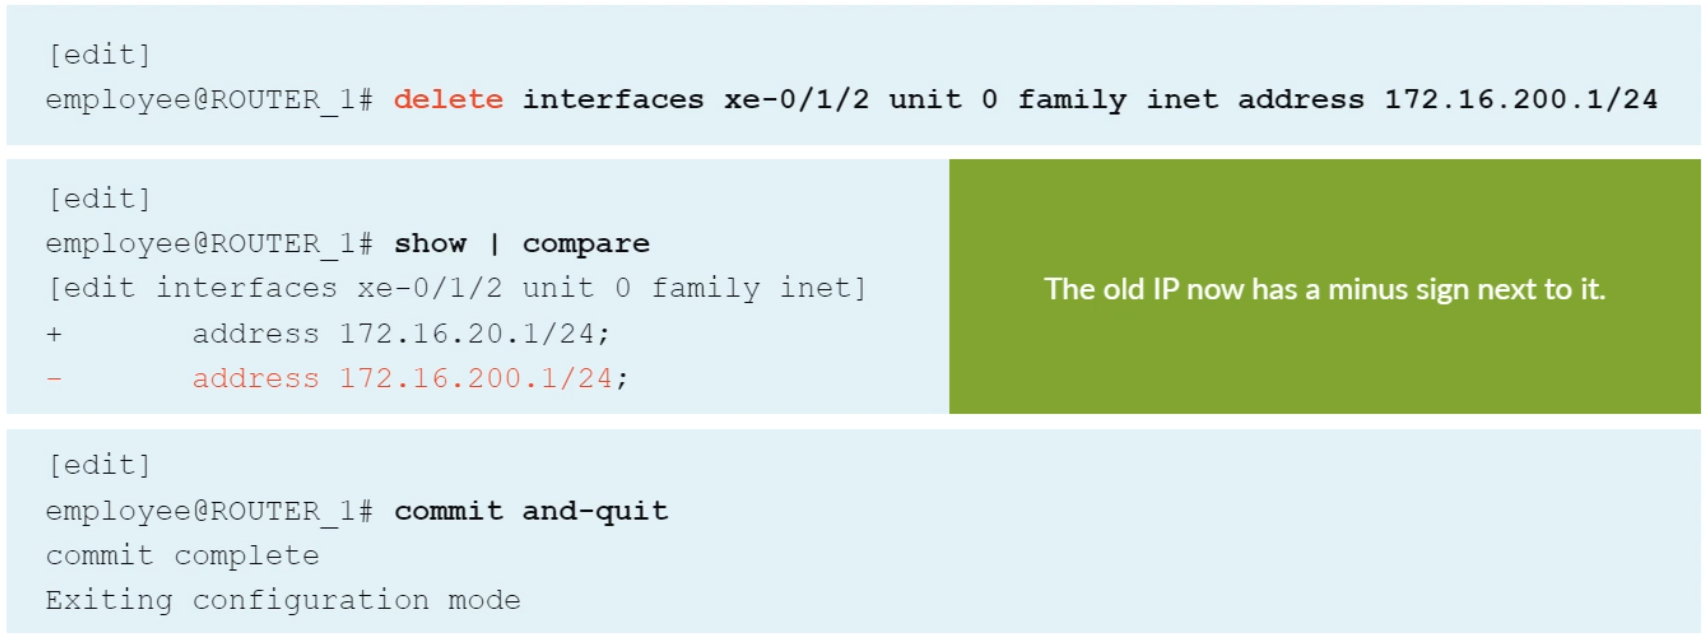 [edit]
employee@ROUTER_1# delete interfaces xe-0/1/2 unit 0 family inet address 172.16.200.1/24
[edit]
employee@ROUTER_1# show | compare
[edit interfaces xe-0/1/2 unit 0 family inet]
+       address 172.16.20.1/24;
-       address 172.16.200.1/24;
The old IP now has a minus sign next to it.
[edit]
employee@ROUTER_1# commit and-quit
commit complete
Exiting configuration mode